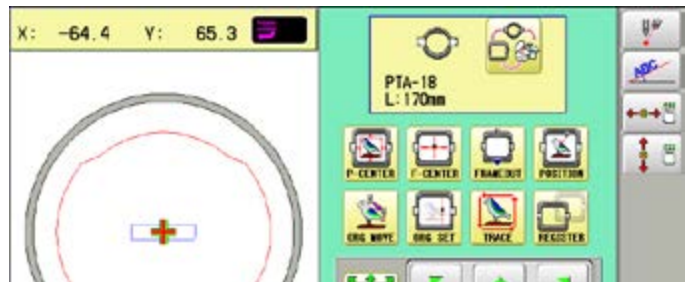 X: -64.4 Y: 65.3
PTA-18
L:170mm
ABC
P-CENTER F-CENTER FRAMEOUT POSITION
ORG MOVE ORG SET TRACE REGISTER